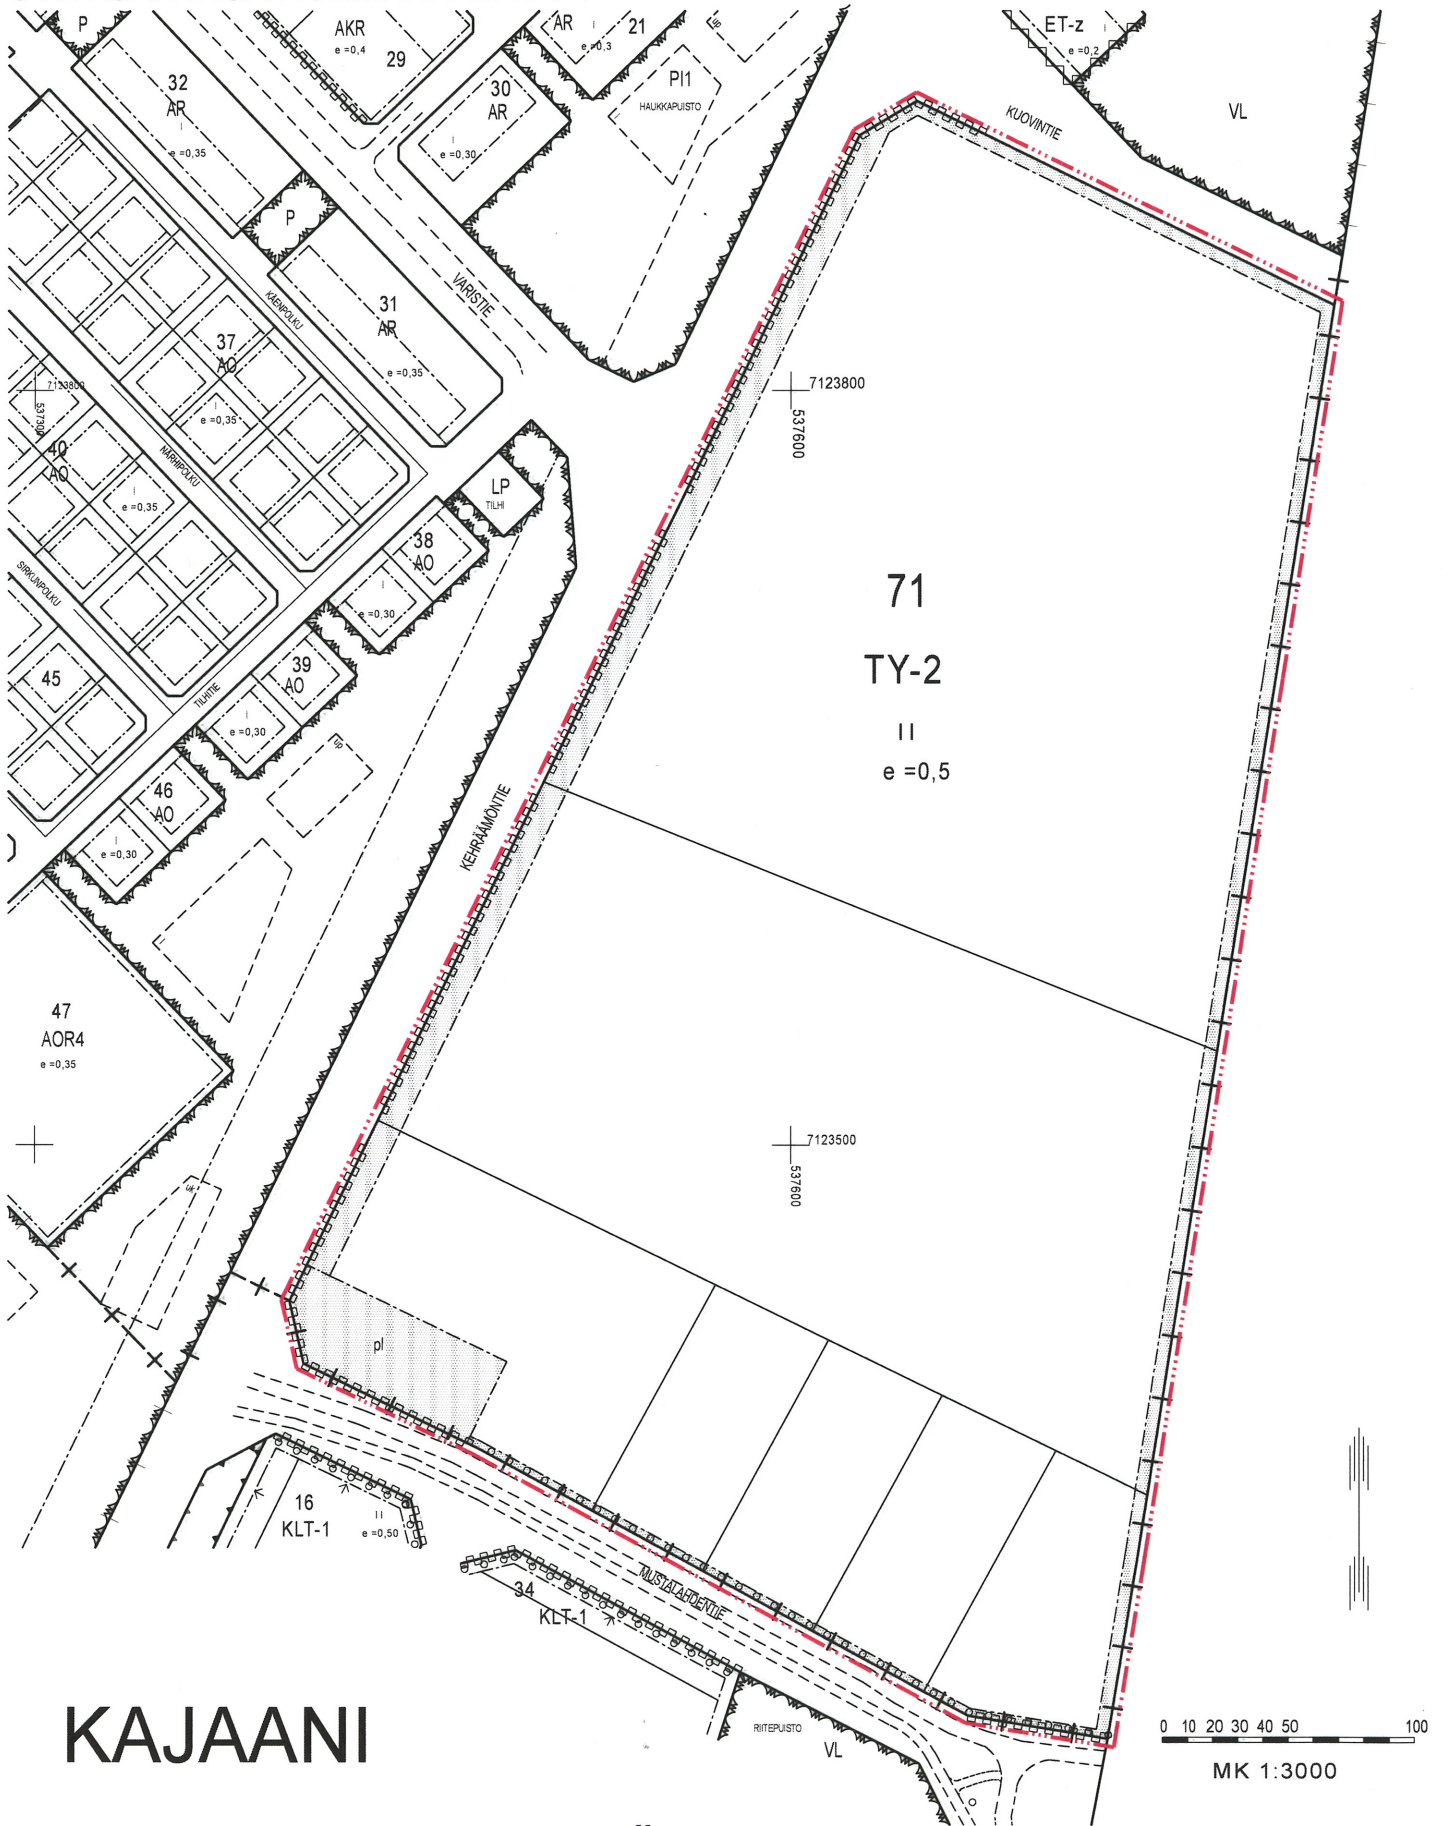 P
AKR
e =0,4
29
AR
I
e =0,3
21
up
ET-z
I
e =0,2
VL
32
AR
I
e =0,35
30
AR
I
e =0,30
PI1
HAUKKAPUISTO
KUOVINTIE
P
VARISTIE
KAENPOLKU
31
AR
I
e =0,35
37
AO
I
e =0,35
7123800
537300
7123800
537600
40
AO
I
e =0,35
NÄRHIPOLKU
LP
TILHI
38
AO
I
e =0,30
SIRKUNPOLKU
71
TY-2
II
e =0,5
45
39
AO
I
e =0,30
TILHITIE
up
46
AO
I
e =0,30
KEHRÄÄMÖNTIE
47
AOR4
e =0,35
7123500
537600
uk
pl
16
KLT-1
II
e =0,50
34
KLT-1
MUSTALAHDENTIE
RIITEPUISTO
VL
KAJAANI
0 10 20 30 40 50 100
MK 1:3000